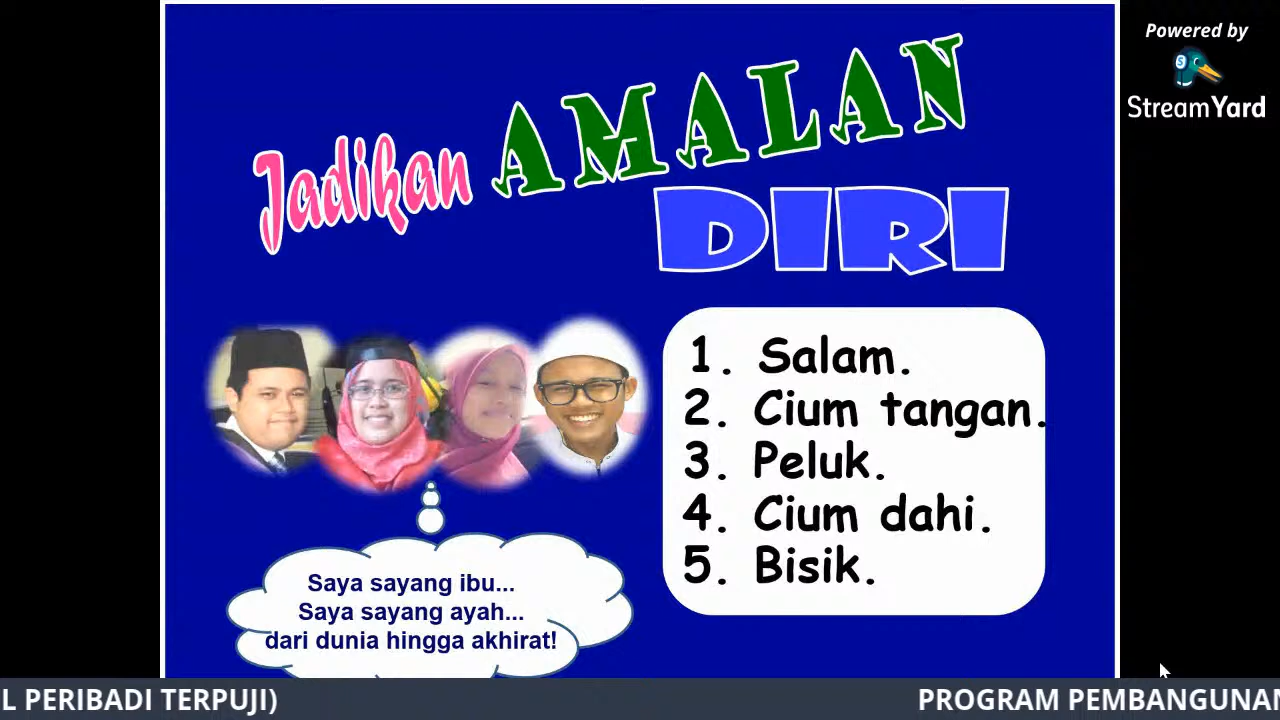 Powered by
StreamYard
Jadikan AMALAN
DIRI
1. Salam.
2. Cium tangan.
3. Peluk.
4. Cium dahi.
5. Bisik.
Saya sayang ibu...
Saya sayang ayah...
dari dunia hingga akhirat!
L PERIBADI TERPUJI)
PROGRAM PEMBANGUNAN